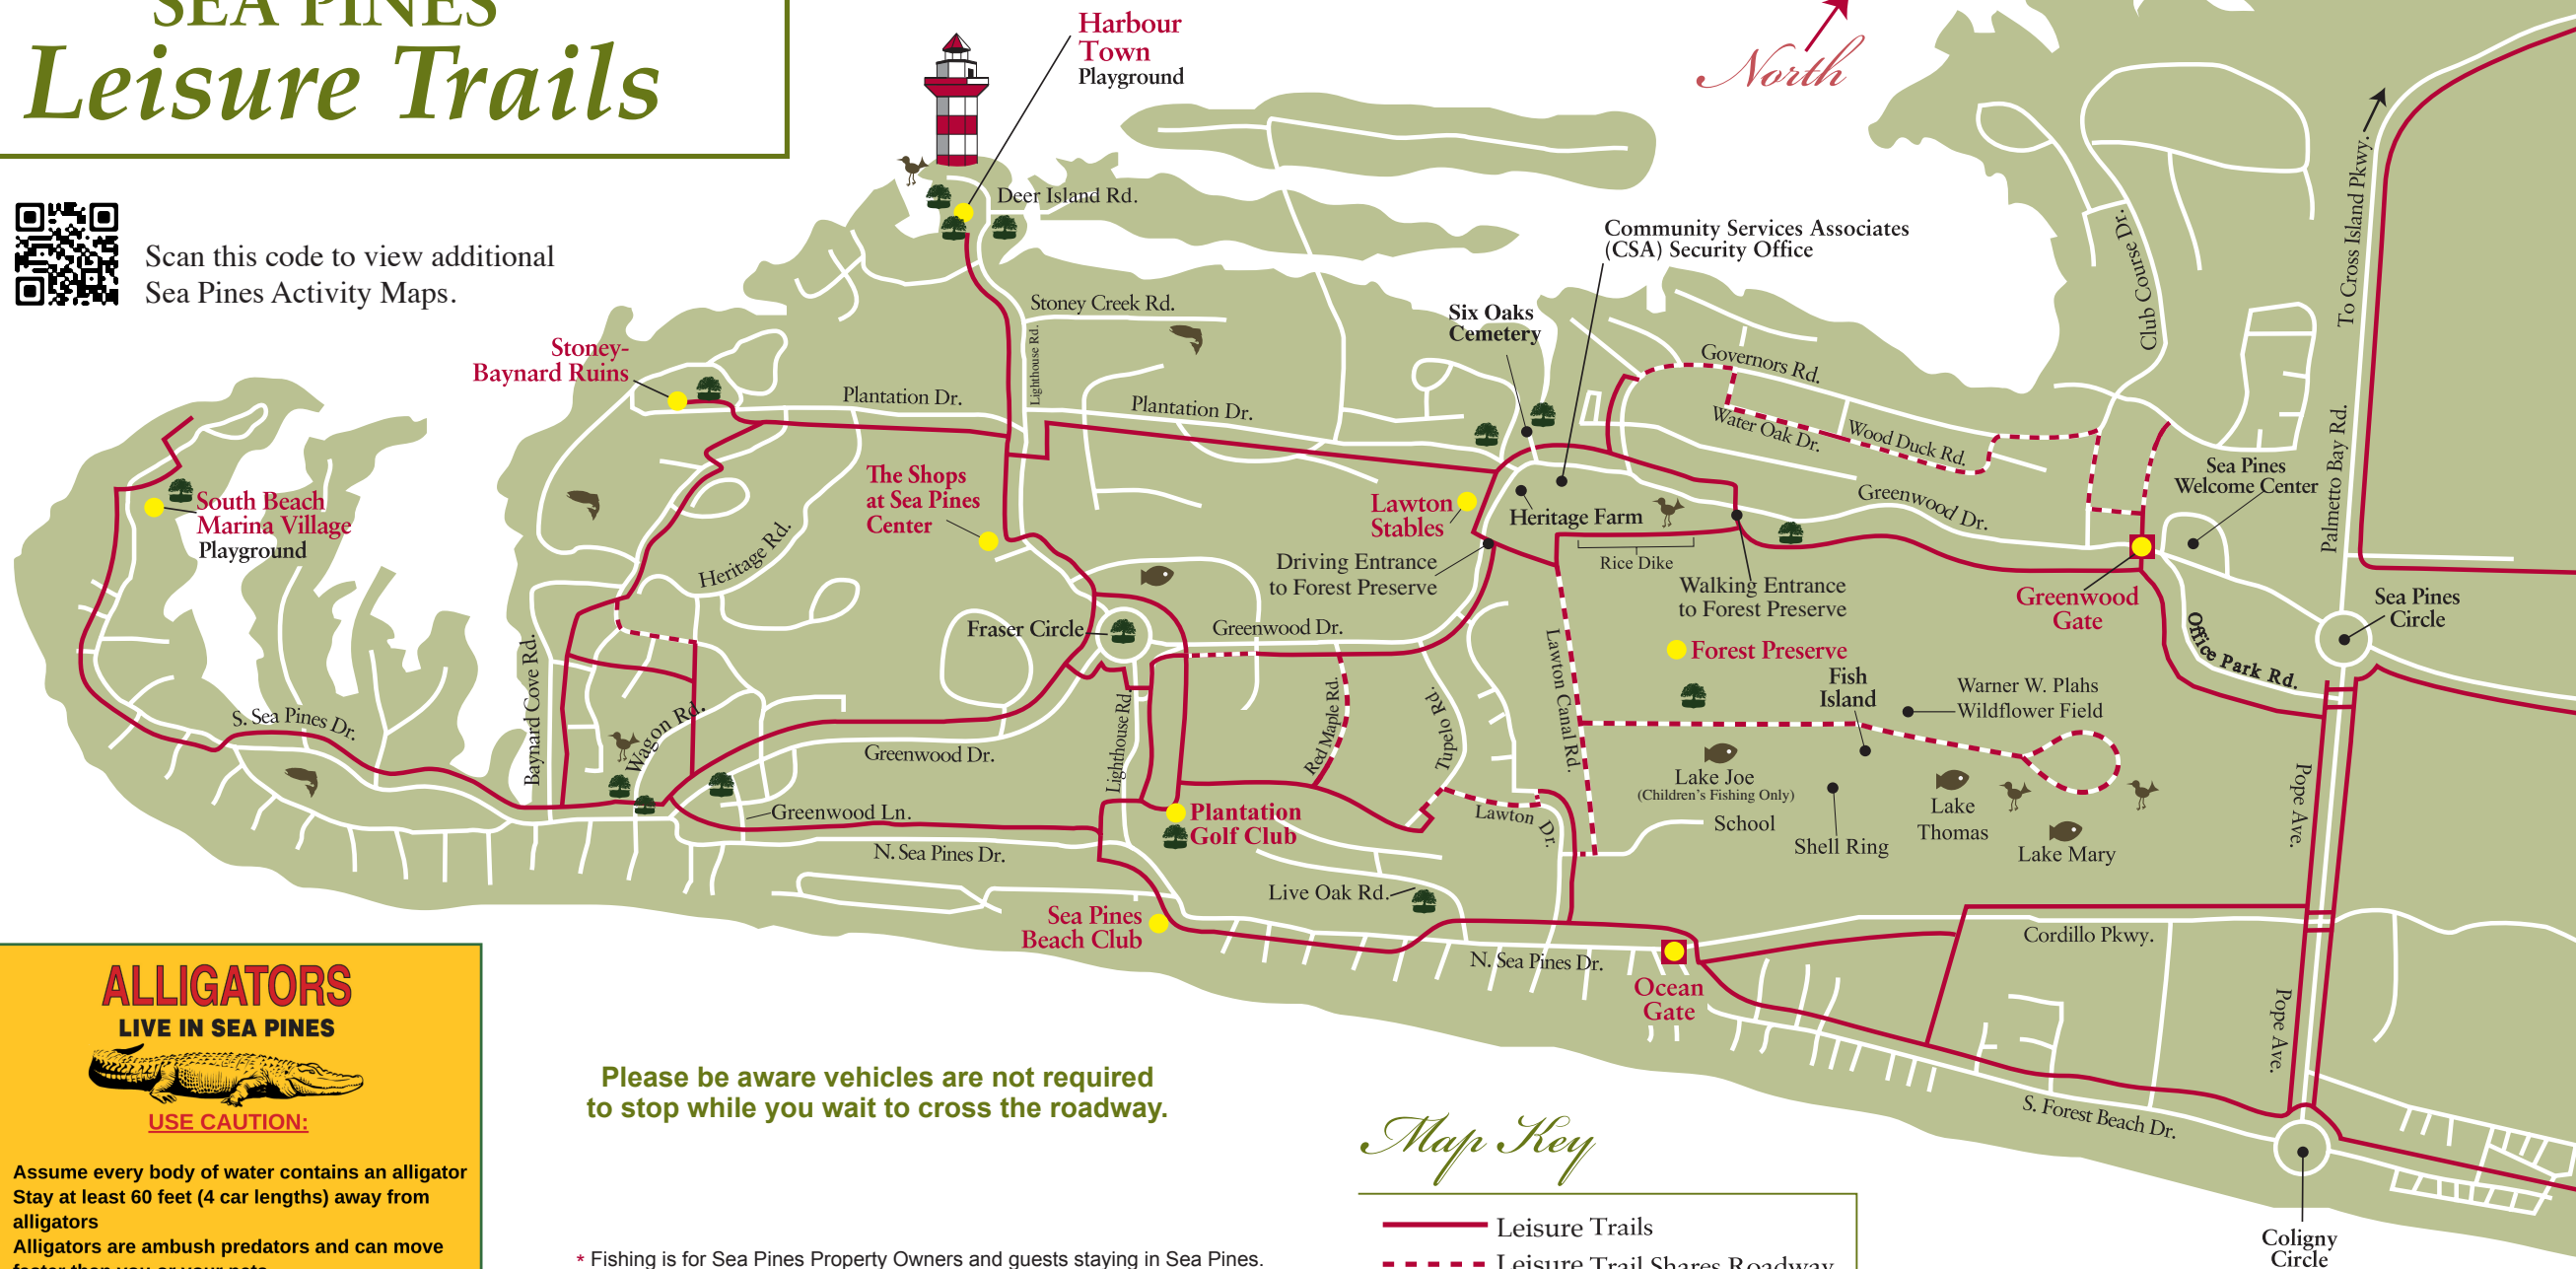 SEA PINES
Leisure Trails
Scan this code to view additional
Sea Pines Activity Maps.
Harbour
Town
Playground
North
Deer Island Rd.
Stoney Creek Rd.
Lighthouse Rd.
Stoney-
Baynard Ruins
Plantation Dr.
Plantation Dr.
Community Services Associates
(CSA) Security Office
Six Oaks
Cemetery
Governors Rd.
Water Oak Dr.
Wood Duck Rd.
Club Course Dr.
To Cross Island Pkwy.
Palmetto Bay Rd.
Sea Pines
Welcome Center
Greenwood Dr.
The Shops
at Sea Pines
Center
Lawton
Stables
Heritage Farm
Rice Dike
Driving Entrance
to Forest Preserve
Walking Entrance
to Forest Preserve
South Beach
Marina Village
Playground
Heritage Rd.
Fraser Circle
Greenwood Dr.
Greenwood
Gate
Sea Pines
Circle
Office Park Rd.
Forest Preserve
Fish
Island
Warner W. Plahs
Wildflower Field
S. Sea Pines Dr.
Baynard Cove Rd.
Wagon Rd.
Greenwood Dr.
Lighthouse Rd.
Red Maple Rd.
Tupelo Rd.
Lawton Canal Rd.
Lake Joe
(Children's Fishing Only)
School
Shell Ring
Lake
Thomas
Lake Mary
Pope Ave.
Greenwood Ln.
Plantation
Golf Club
Lawton Dr.
N. Sea Pines Dr.
Live Oak Rd.
Sea Pines
Beach Club
N. Sea Pines Dr.
Ocean
Gate
Cordillo Pkwy.
Pope Ave.
S. Forest Beach Dr.
Coligny
Circle
ALLIGATORS
LIVE IN SEA PINES
USE CAUTION:
Assume every body of water contains an alligator
Stay at least 60 feet (4 car lengths) away from
alligators
Alligators are ambush predators and can move
faster than you or your pets
Please be aware vehicles are not required
to stop while you wait to cross the roadway.
* Fishing is for Sea Pines Property Owners and guests staying in Sea Pines.
Map Key
Leisure Trails
Leisure Trail Shares Roadway